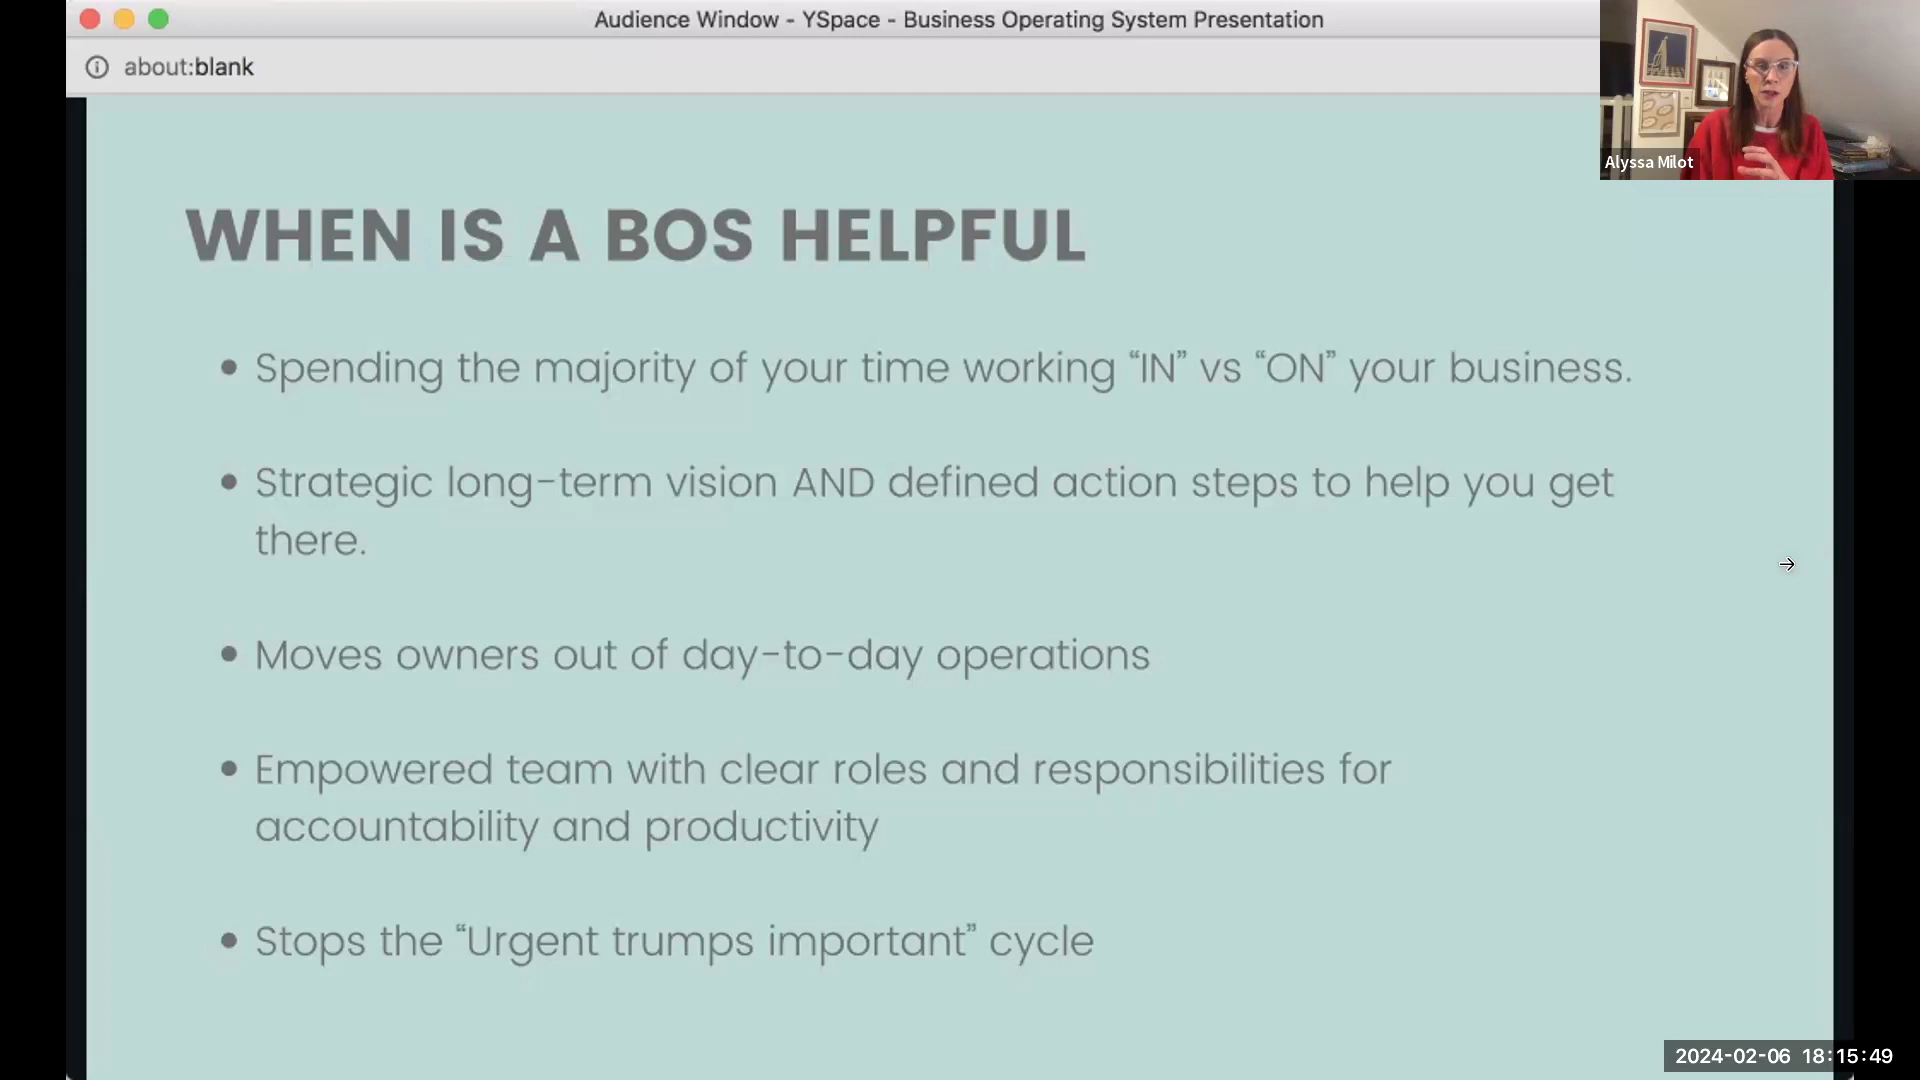 Audience Window - YSpace - Business Operating System Presentation
about:blank
Alyssa Milot
WHEN IS A BOS HELPFUL
• Spending the majority of your time working “IN” vs “ON” your business.
• Strategic long-term vision AND defined action steps to help you get
there.
• Moves owners out of day-to-day operations
• Empowered team with clear roles and responsibilities for
accountability and productivity
• Stops the “Urgent trumps important” cycle
2024-02-06 18:15:49